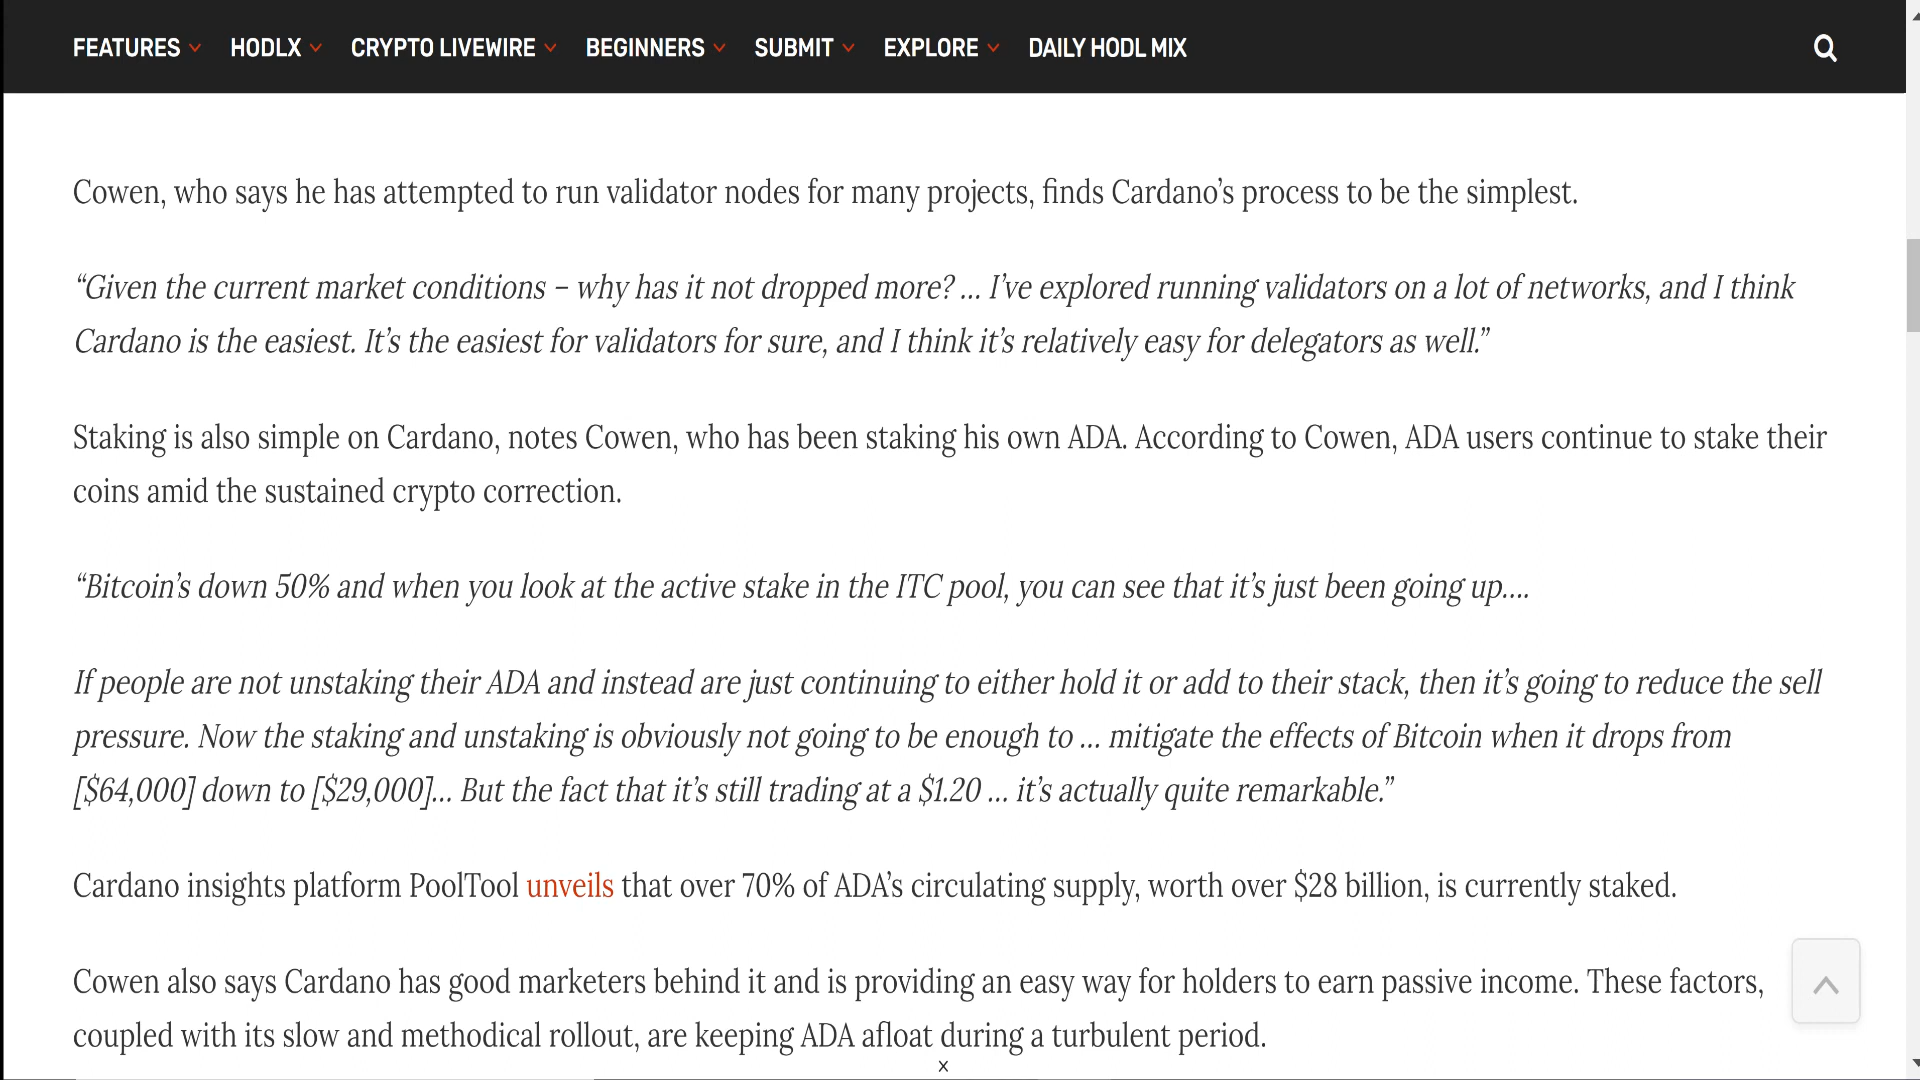 FEATURES HODLX CRYPTO LIVEWIRE BEGINNERS SUBMIT EXPLORE DAILY HODL MIX
Cowen, who says he has attempted to run validator nodes for many projects, finds Cardano’s process to be the simplest.
“Given the current market conditions – why has it not dropped more? … I’ve explored running validators on a lot of networks, and I think
Cardano is the easiest. It’s the easiest for validators for sure, and I think it’s relatively easy for delegators as well.”
Staking is also simple on Cardano, notes Cowen, who has been staking his own ADA. According to Cowen, ADA users continue to stake their
coins amid the sustained crypto correction.
“Bitcoin’s down 50% and when you look at the active stake in the ITC pool, you can see that it’s just been going up….
If people are not unstaking their ADA and instead are just continuing to either hold it or add to their stack, then it’s going to reduce the sell
pressure. Now the staking and unstaking is obviously not going to be enough to … mitigate the effects of Bitcoin when it drops from
[$64,000] down to [$29,000]… But the fact that it’s still trading at a $1.20 … it’s actually quite remarkable.”
Cardano insights platform PoolTool unveils that over 70% of ADA’s circulating supply, worth over $28 billion, is currently staked.
Cowen also says Cardano has good marketers behind it and is providing an easy way for holders to earn passive income. These factors,
coupled with its slow and methodical rollout, are keeping ADA afloat during a turbulent period.
x